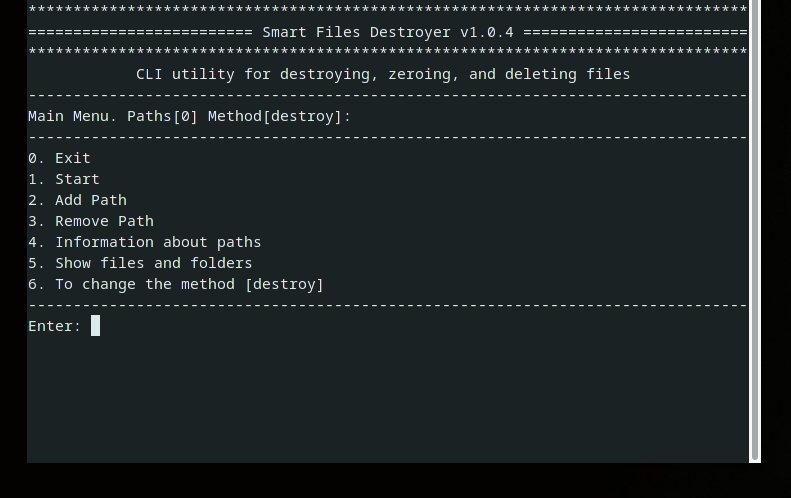 ********************************************************************************
========================= Smart Files Destroyer v1.0.4 =========================
********************************************************************************
CLI utility for destroying, zeroing, and deleting files
--------------------------------------------------------------------------------
Main Menu. Paths[0] Method[destroy]:
--------------------------------------------------------------------------------
0. Exit
1. Start
2. Add Path
3. Remove Path
4. Information about paths
5. Show files and folders
6. To change the method [destroy]
--------------------------------------------------------------------------------
Enter: